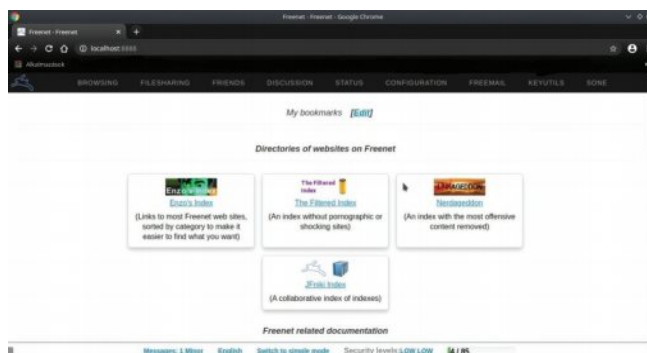 Freenet - Freenet - Google Chrome
Freenet - Freenet
localhost:8888
BROWSING FILESHARING FRIENDS DISCUSSION STATUS CONFIGURATION FREEMAIL KEYUTILS SONE
My bookmarks [Edit]
Directories of websites on Freenet
Enzo's Index
(Links to most Freenet web sites,
sorted by category to make it
easier to find what you want)
The Filtered
Index
The Filtered Index
(An index without pornographic or
shocking sites)
Nerdageddon
(An index with the most offensive
content removed)
JFniki Index
(A collaborative index of indexes)
Freenet related documentation
Messages: 1 Minor English Switch to simple mode Security levels: LOW LOW 4 / 85